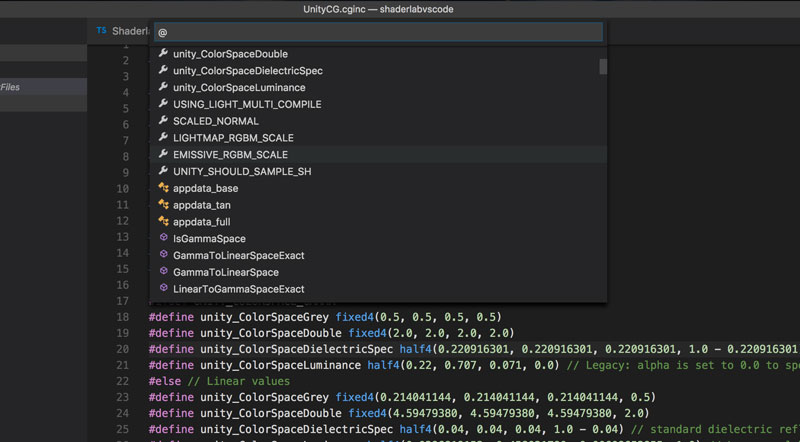 UnityCG.cginc — shaderlabvscode
TS Shaderla
@
Files
unity_ColorSpaceDouble
unity_ColorSpaceDielectricSpec
unity_ColorSpaceLuminance
USING_LIGHT_MULTI_COMPILE
SCALED_NORMAL
LIGHTMAP_RGBM_SCALE
EMISSIVE_RGBM_SCALE
UNITY_SHOULD_SAMPLE_SH
appdata_base
appdata_tan
appdata_full
IsGammaSpace
GammaToLinearSpaceExact
GammaToLinearSpace
LinearToGammaSpaceExact
1
2
3
4
5
6
7
8
9
10
11
12
13
14
15
16
17
18 #define unity_ColorSpaceGrey fixed4(0.5, 0.5, 0.5, 0.5)
19 #define unity_ColorSpaceDouble fixed4(2.0, 2.0, 2.0, 2.0)
20 #define unity_ColorSpaceDielectricSpec half4(0.220916301, 0.220916301, 0.220916301, 1.0 - 0.220916301
21 #define unity_ColorSpaceLuminance half4(0.22, 0.707, 0.071, 0.0) // Legacy: alpha is set to 0.0 to spe
22 #else // Linear values
23 #define unity_ColorSpaceGrey fixed4(0.214041144, 0.214041144, 0.214041144, 0.5)
24 #define unity_ColorSpaceDouble fixed4(4.59479380, 4.59479380, 4.59479380, 2.0)
25 #define unity_ColorSpaceDielectricSpec half4(0.04, 0.04, 0.04, 1.0 - 0.04) // standard dielectric ref